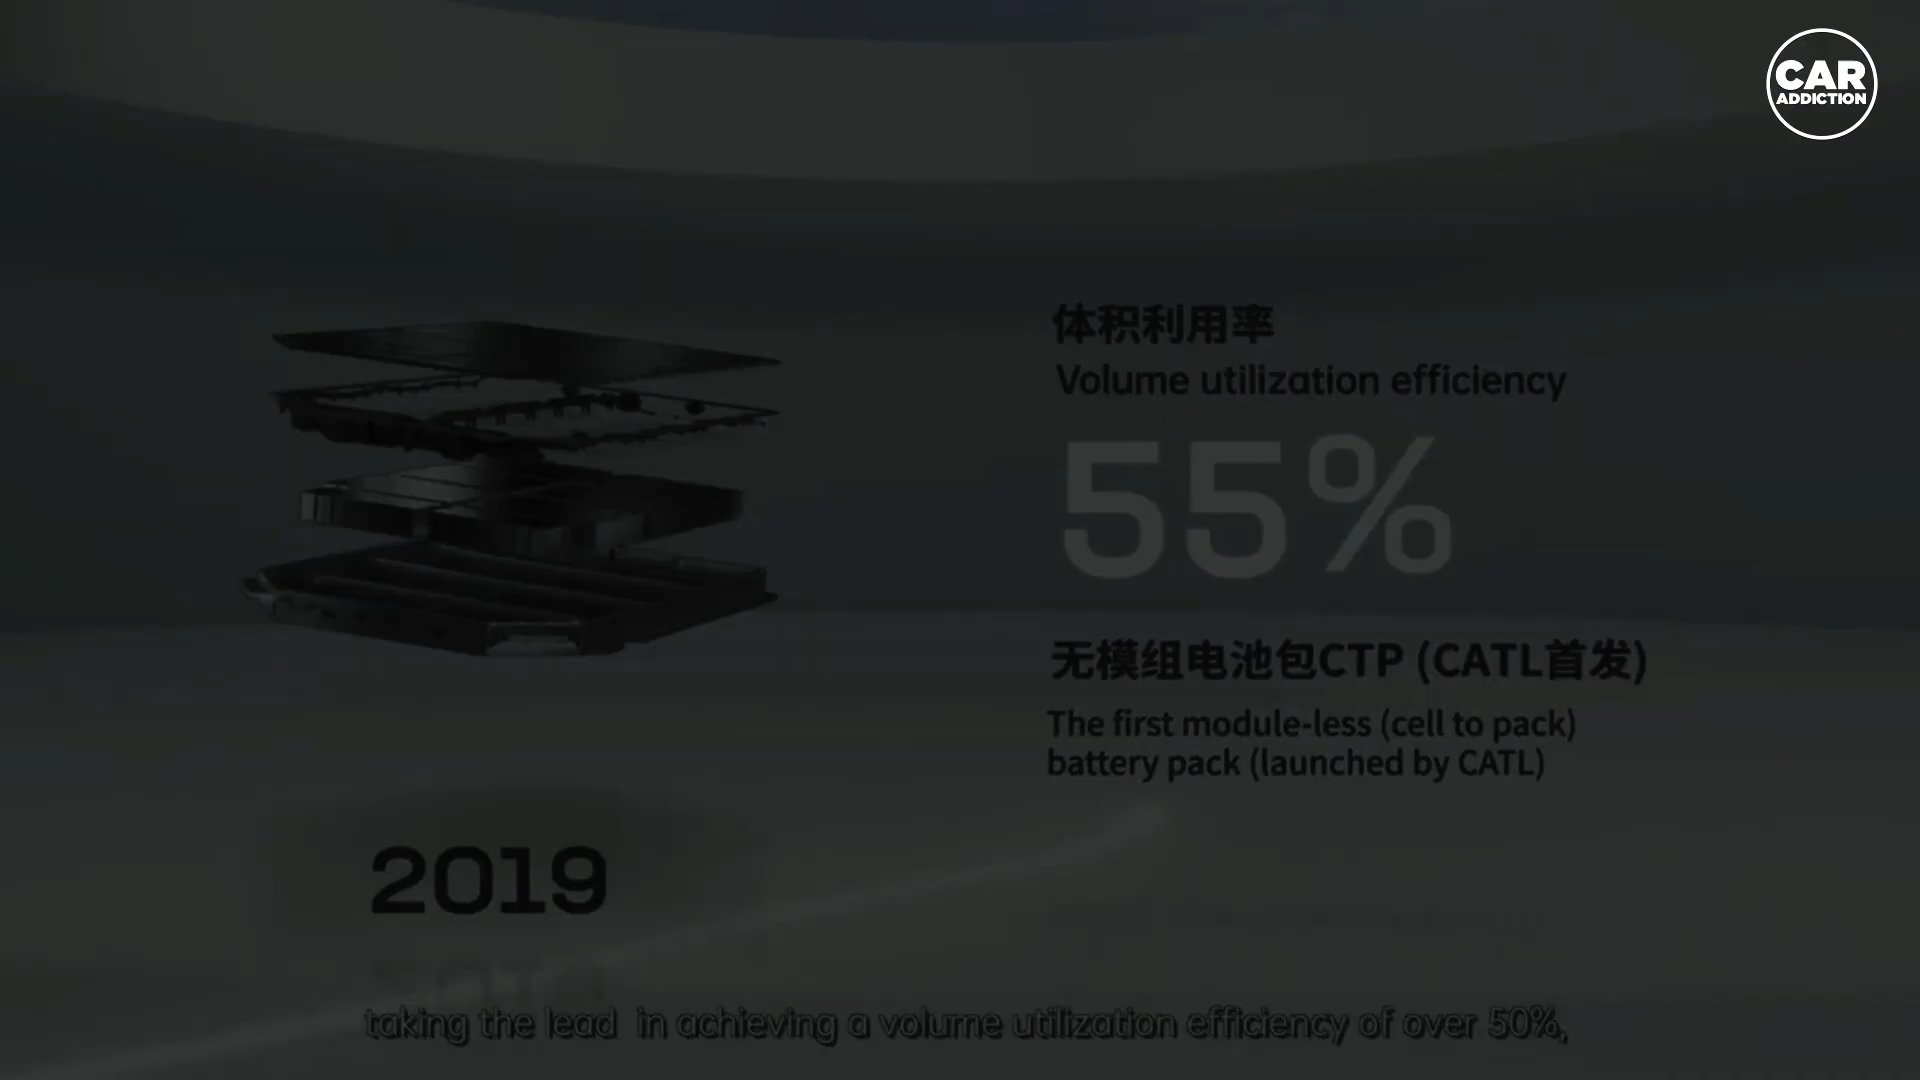 CAR
ADDICTION
体积利用率
Volume utilization efficiency
55%
无模组电池包CTP (CATL首发)
The first module-less (cell to pack)
battery pack (launched by CATL)
2019
taking the lead in achieving a volume utilization efficiency of over 50%,